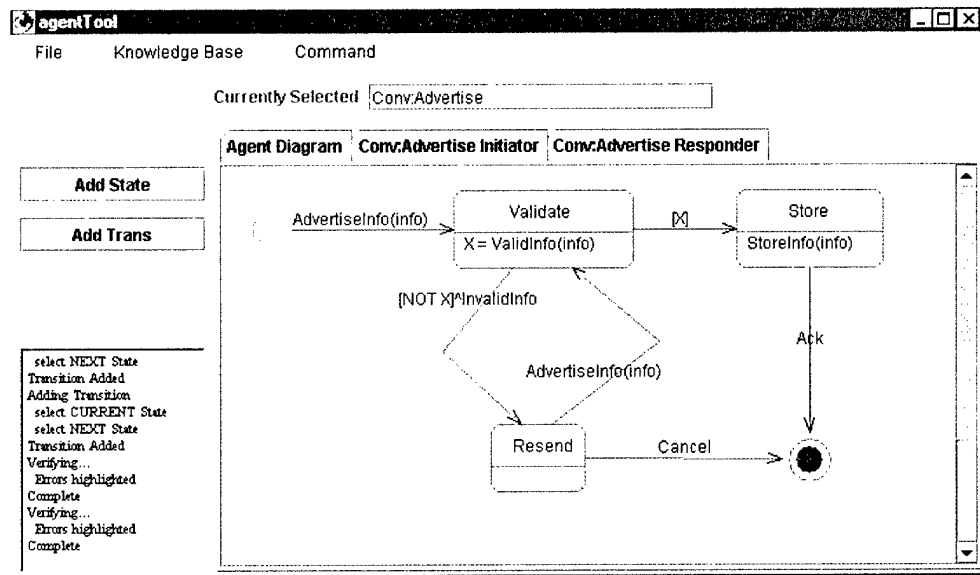 agentTool
File Knowledge Base Command
Currently Selected Conv:Advertise
Agent Diagram Conv:Advertise Initiator Conv:Advertise Responder
Add State
Add Trans
AdvertiseInfo(info)
Validate
X = ValidInfo(info)
[X]
Store
StoreInfo(info)
[NOT X]^InvalidInfo
AdvertiseInfo(info)
Ack
Resend
Cancel
select NEXT State
Transition Added
Adding Transition
select CURRENT State
select NEXT State
Transition Added
Verifying...
Errors highlighted
Complete
Verifying...
Errors highlighted
Complete